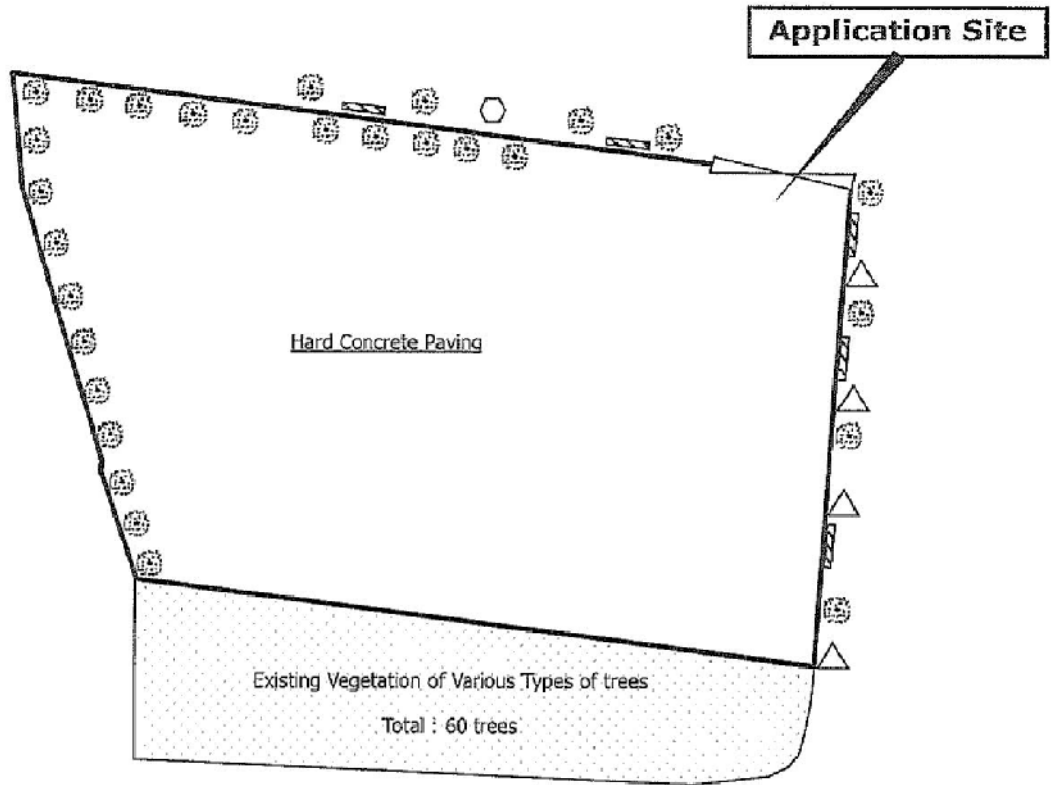 Application Site
Hard Concrete Paving
Existing Vegetation of Various Types of trees
Total : 60 trees